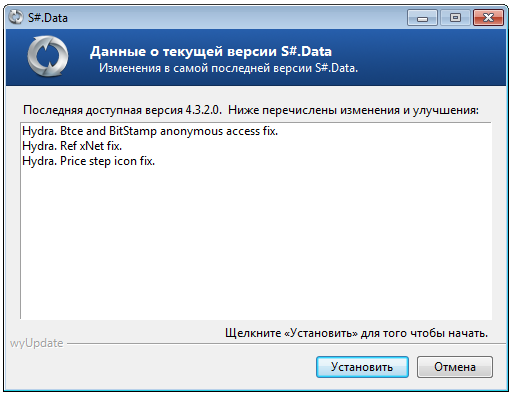 S#.Data
Данные о текущей версии S#.Data
Изменения в самой последней версии S#.Data.
Последняя доступная версия 4.3.2.0. Ниже перечислены изменения и улучшения:
Hydra. Btce and BitStamp anonymous access fix.
Hydra. Ref xNet fix.
Hydra. Price step icon fix.
Щелкните «Установить» для того чтобы начать.
wyUpdate
Установить
Отмена